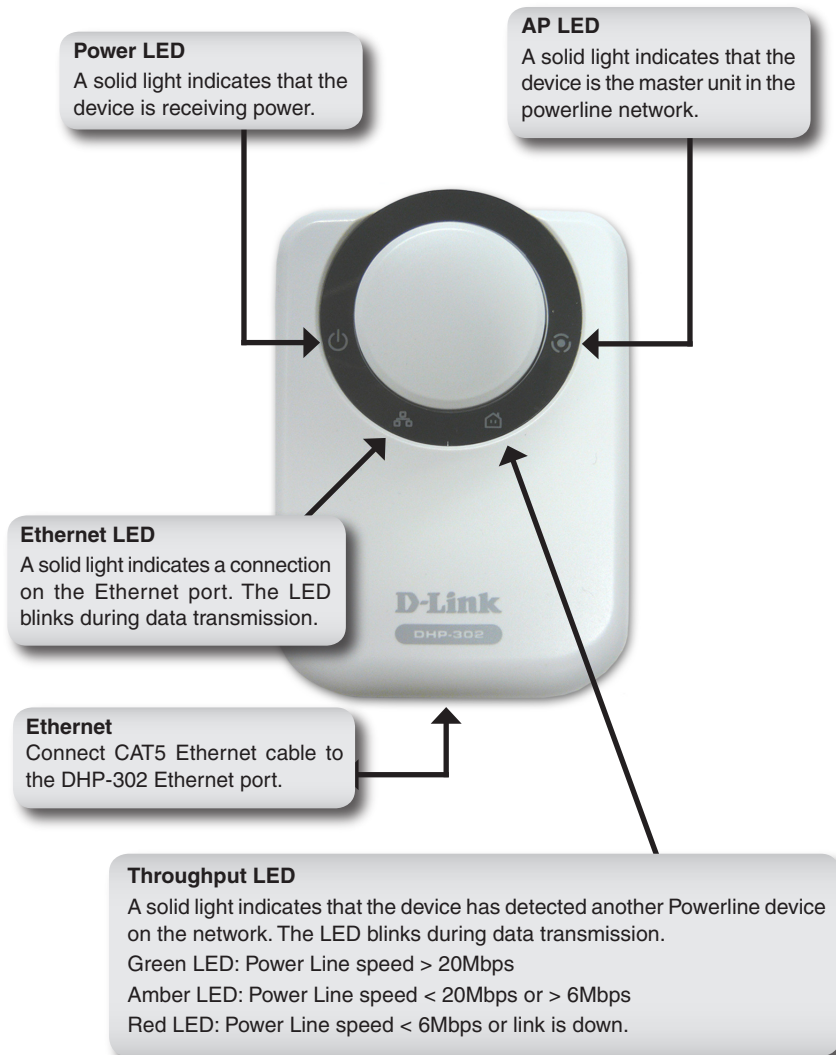 Power LED
A solid light indicates that the
device is receiving power.
AP LED
A solid light indicates that the
device is the master unit in the
powerline network.
Ethernet LED
A solid light indicates a connection
on the Ethernet port. The LED
blinks during data transmission.
D-Link
DHP-302
Ethernet
Connect CAT5 Ethernet cable to
the DHP-302 Ethernet port.
Throughput LED
A solid light indicates that the device has detected another Powerline device
on the network. The LED blinks during data transmission.
Green LED: Power Line speed > 20Mbps
Amber LED: Power Line speed < 20Mbps or > 6Mbps
Red LED: Power Line speed < 6Mbps or link is down.